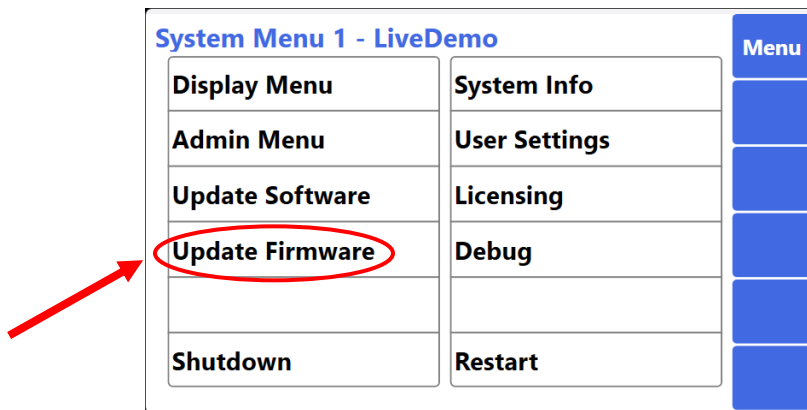 System Menu 1 - LiveDemo
Menu
Display Menu
System Info
Admin Menu
User Settings
Update Software
Licensing
Update Firmware
Debug
Shutdown
Restart